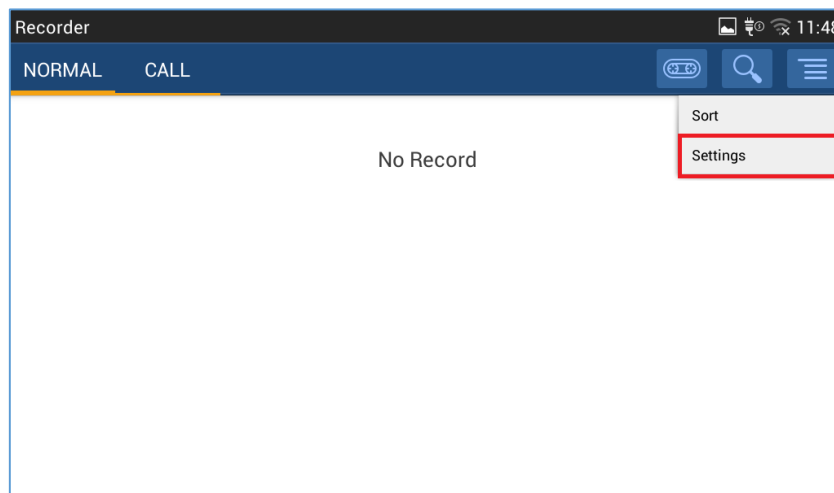 Recorder 11:48
NORMAL CALL
Sort
No Record
Settings